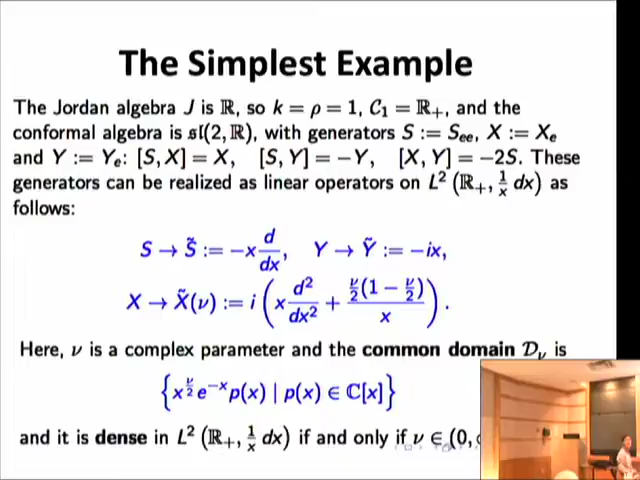 The Simplest Example
The Jordan algebra J is ℝ, so k = ρ = 1, 𝒞₁ = ℝ₊, and the
conformal algebra is 𝔰𝔩(2, ℝ), with generators S := Sₑₑ, X := Xₑ
and Y := Yₑ: [S, X] = X, [S, Y] = −Y, [X, Y] = −2S. These
generators can be realized as linear operators on L² (ℝ₊, 1/x dx) as
follows:
S → S̃ := −x d/dx, Y → Ỹ := −ix,
X → X̃(ν) := i ( x d²/dx² + ν/2 (1 − ν/2) / x ) .
Here, ν is a complex parameter and the common domain 𝒟_ν is
{ x^{ν/2} e^{−x} p(x) | p(x) ∈ ℂ[x] }
and it is dense in L² (ℝ₊, 1/x dx) if and only if ν ∈ (0,